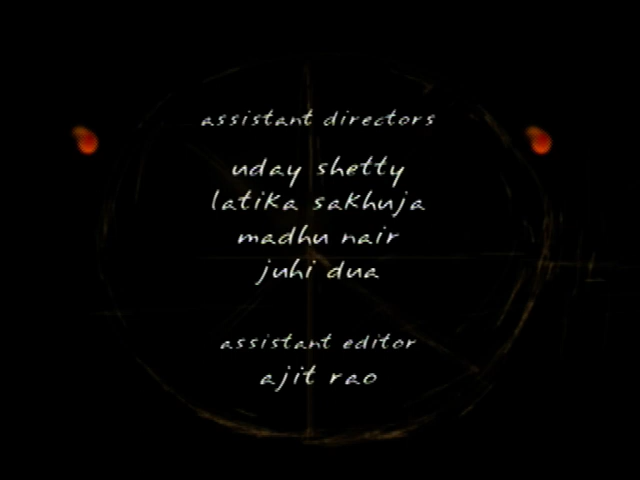 assistant directors
uday shetty
latika sakhuja
madhu nair
juhi dua
assistant editor
ajit rao